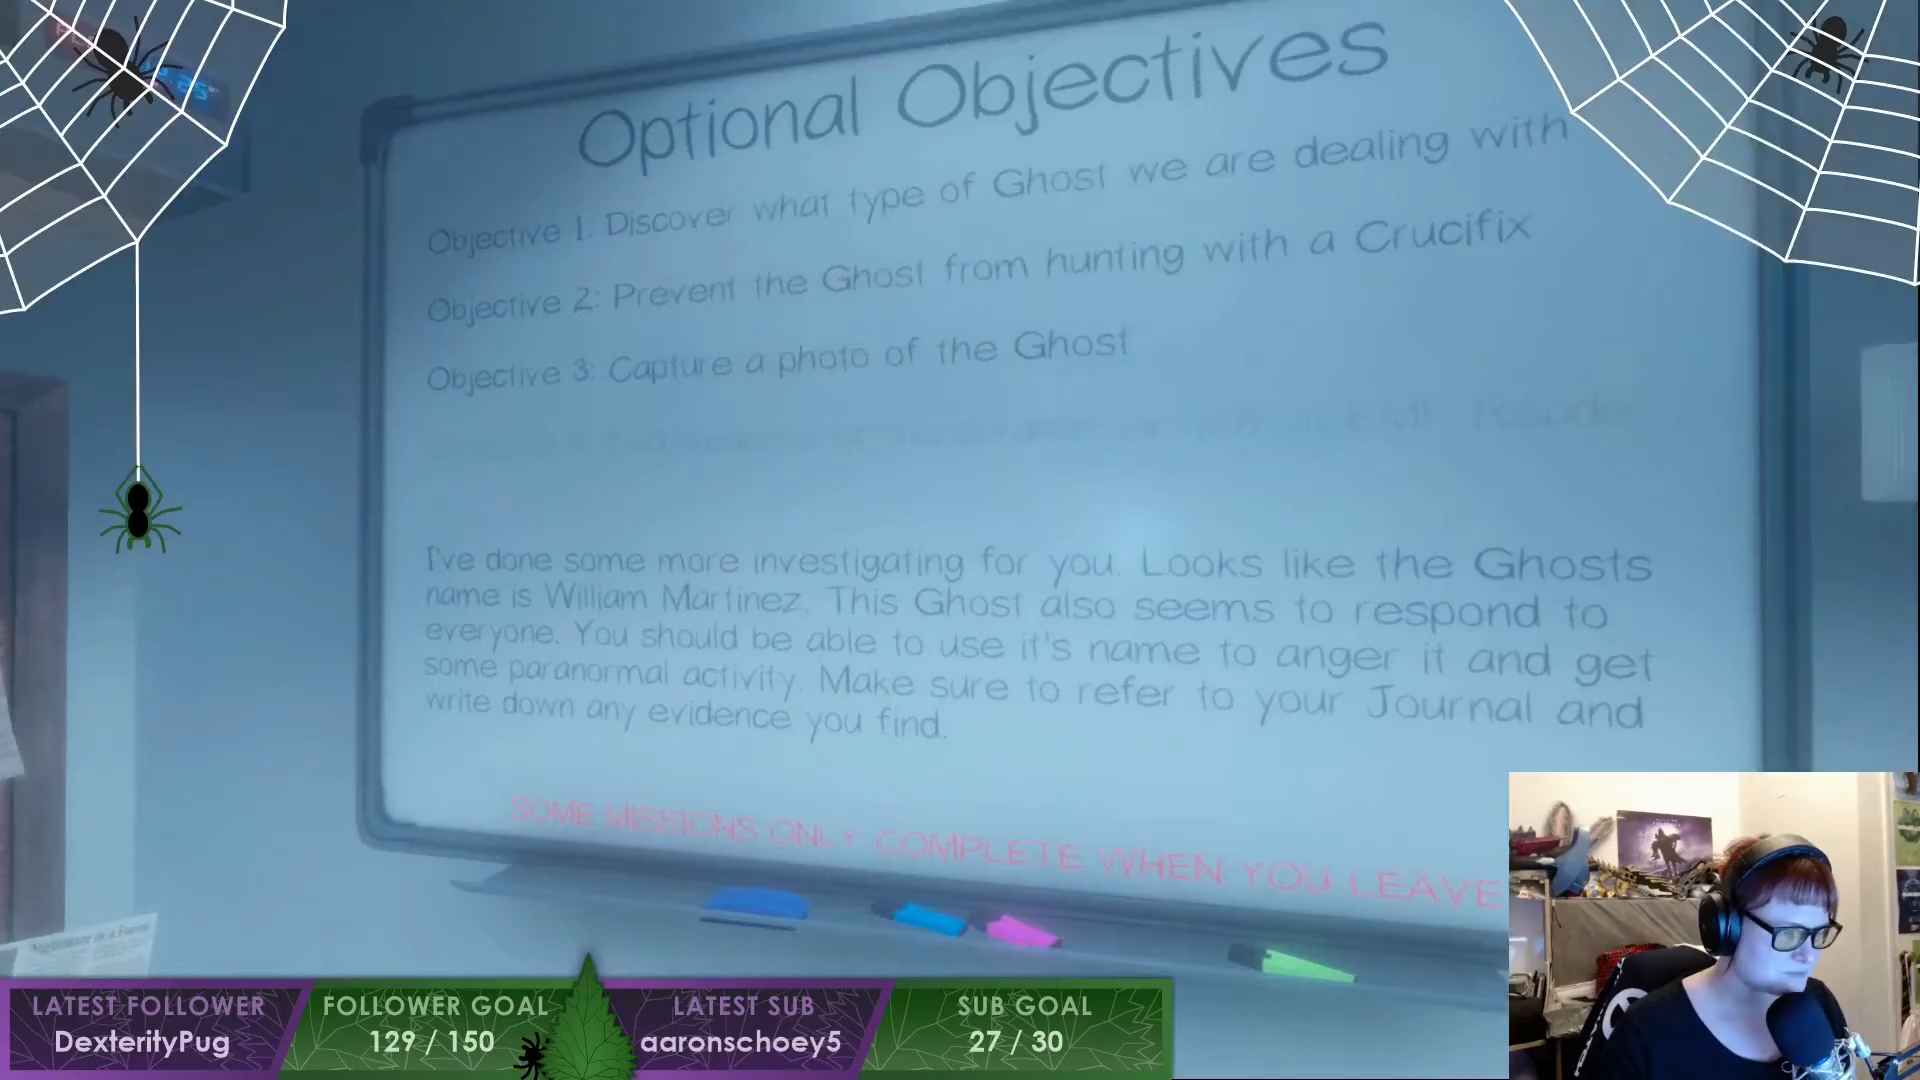 Optional Objectives
Objective 1: Discover what type of Ghost we are dealing with
Objective 2: Prevent the Ghost from hunting with a Crucifix
Objective 3: Capture a photo of the Ghost
EMF Reader
I've done some more investigating for you. Looks like the Ghosts
name is William Martinez. This Ghost also seems to respond to
everyone. You should be able to use it's name to anger it and get
some paranormal activity. Make sure to refer to your Journal and
write down any evidence you find.
SOME MISSIONS ONLY COMPLETE WHEN YOU LEAVE
LATEST FOLLOWER
DexterityPug
FOLLOWER GOAL
129 / 150
LATEST SUB
aaronschoey5
SUB GOAL
27 / 30